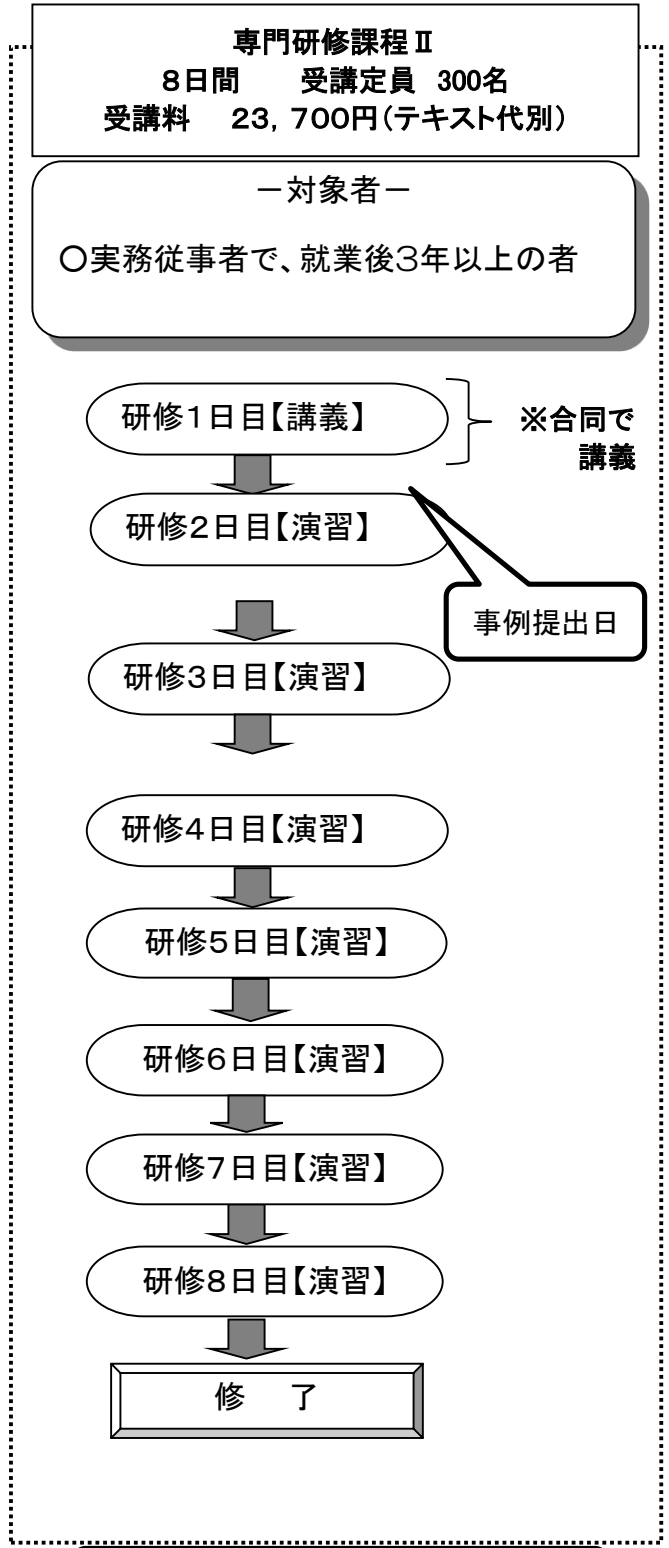 専門研修課程Ⅱ
8日間　　受講定員 300名
受講料　23，700円（テキスト代別）
－対象者－
○実務従事者で、就業後3年以上の者
研修1日目【講義】
※合同で
講義
研修2日目【演習】
事例提出日
研修3日目【演習】
研修4日目【演習】
研修5日目【演習】
研修6日目【演習】
研修7日目【演習】
研修8日目【演習】
修　了